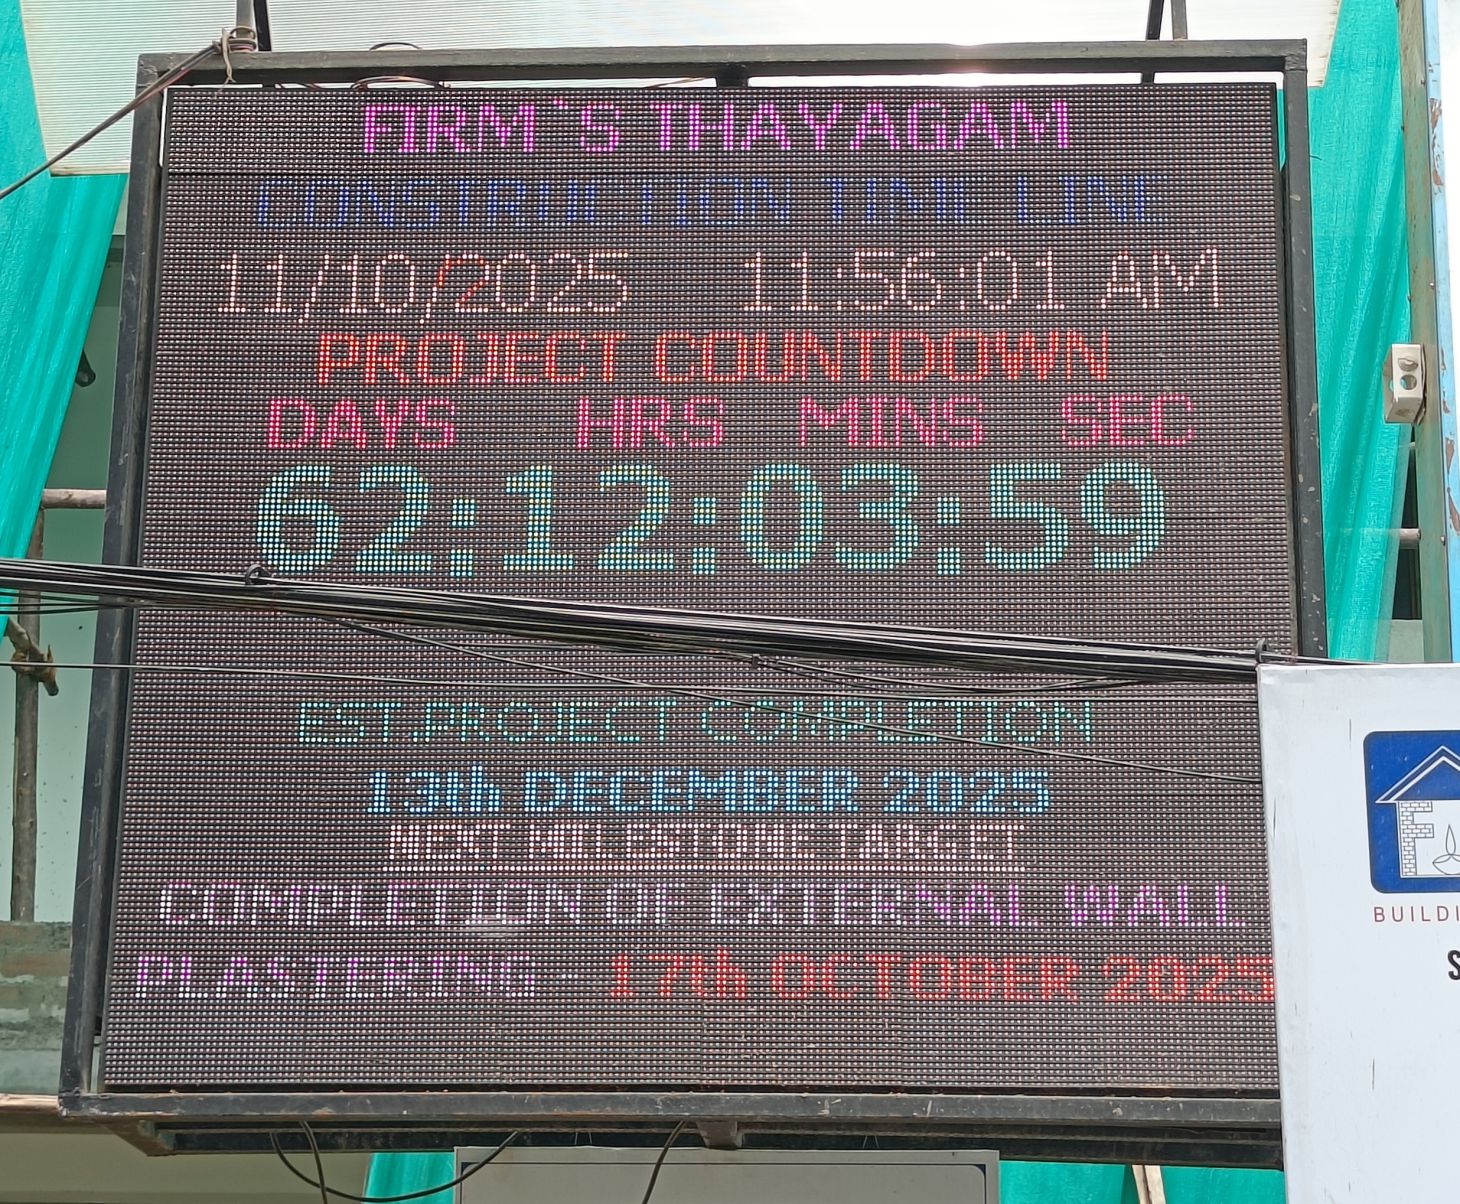 FIRM`S THAYAGAM
CONSTRUCTION TIME LINE
11/10/2025 11:56:01 AM
PROJECT COUNTDOWN
DAYS HRS MINS SEC
62:12:03:59
EST.PROJECT COMPLETION
13th DECEMBER 2025
NEXT MILESTONE TARGET
COMPLETION OF EXTERNAL WALL
PLASTERING - 17th OCTOBER 2025
F
BUILDI
S